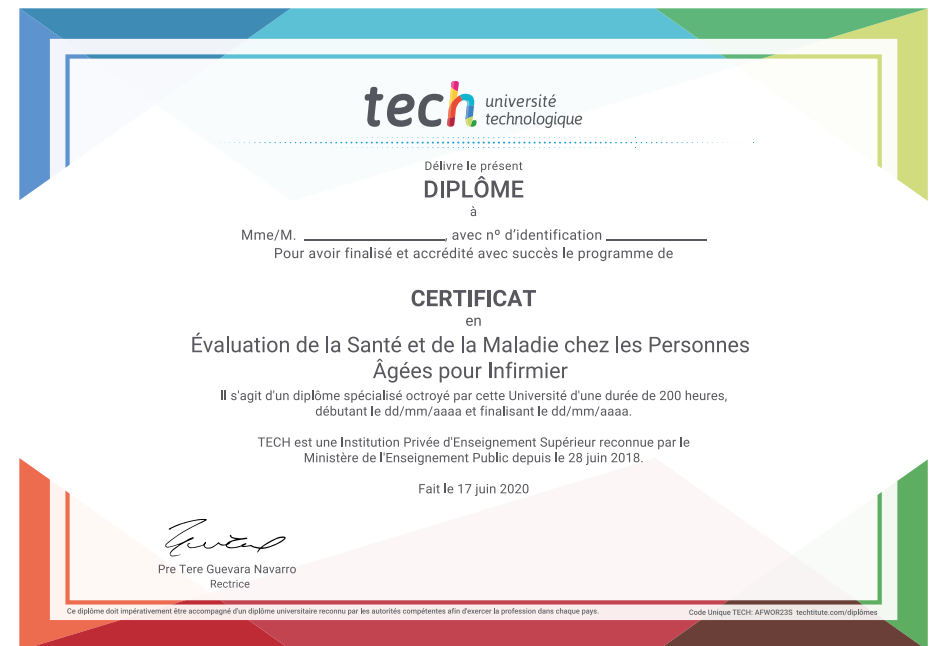 tech université
technologique
Délivre le présent
DIPLÔME
à
Mme/M. ____________________, avec nº d'identification ______________
Pour avoir finalisé et accrédité avec succès le programme de
CERTIFICAT
en
Évaluation de la Santé et de la Maladie chez les Personnes
Âgées pour Infirmier
Il s'agit d'un diplôme spécialisé octroyé par cette Université d'une durée de 200 heures,
débutant le dd/mm/aaaa et finalisant le dd/mm/aaaa.
TECH est une Institution Privée d'Enseignement Supérieur reconnue par le
Ministère de l'Enseignement Public depuis le 28 juin 2018.
Fait le 17 juin 2020
Pre Tere Guevara Navarro
Rectrice
Ce diplôme doit impérativement être accompagné d'un diplôme universitaire reconnu par les autorités compétentes afin d'exercer la profession dans chaque pays.
Code Unique TECH: AFWOR23S techtitute.com/diplômes